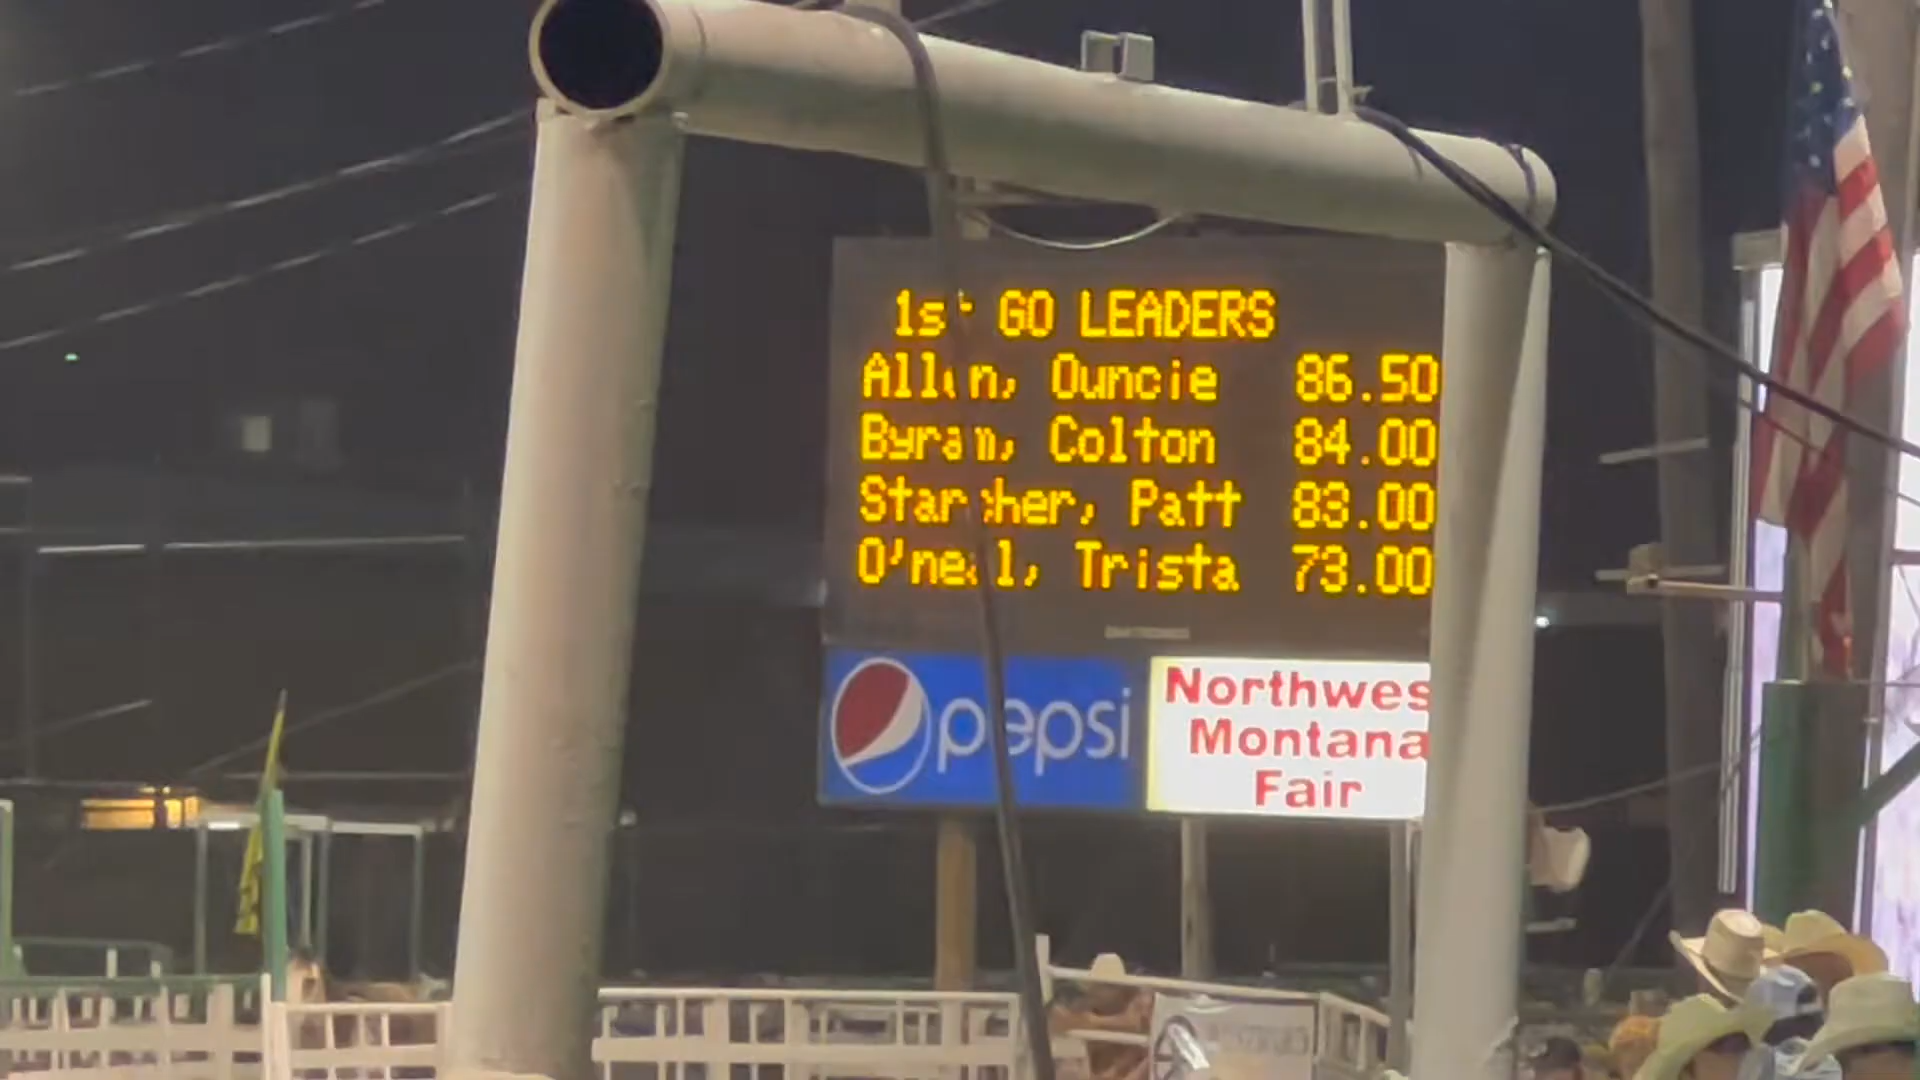 1st GO LEADERS
Allen, Ouncie 86.50
Byram, Colton 84.00
Starcher, Patt 83.00
O'neal, Trista 73.00
pepsi
Northwes
Montana
Fair